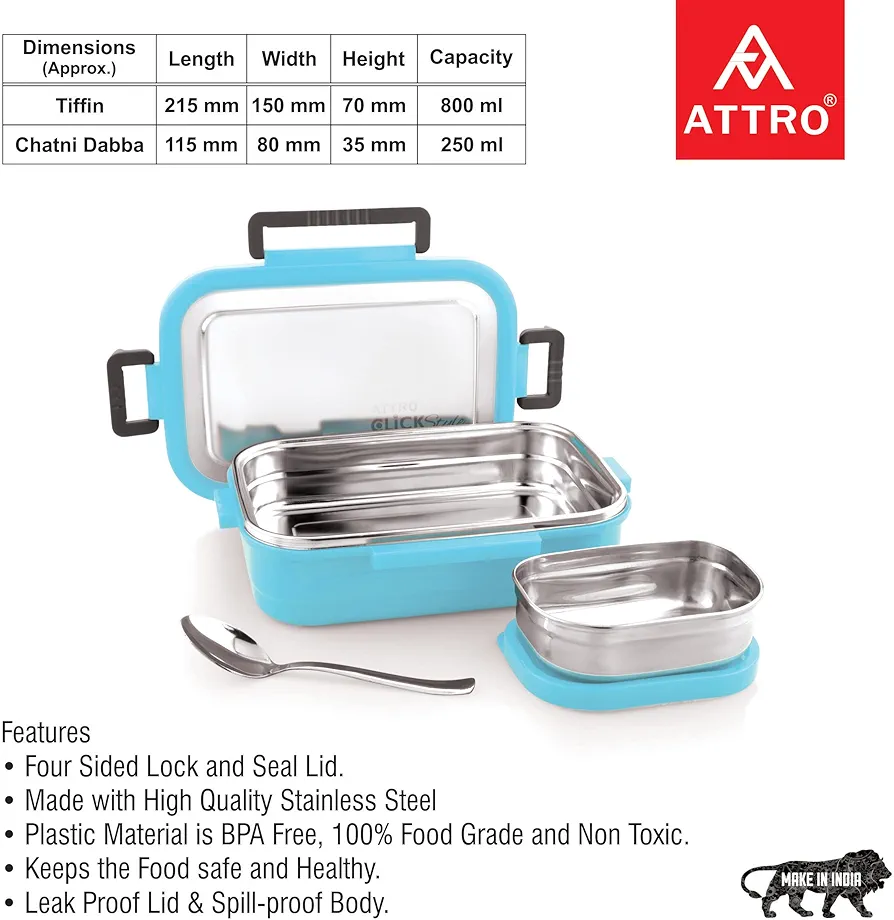 Dimensions (Approx.) Length Width Height Capacity
Tiffin 215 mm 150 mm 70 mm 800 ml
Chatni Dabba 115 mm 80 mm 35 mm 250 ml
ATTRO®
ATTRO
CLiCKStyle
Features
• Four Sided Lock and Seal Lid.
• Made with High Quality Stainless Steel
• Plastic Material is BPA Free, 100% Food Grade and Non Toxic.
• Keeps the Food safe and Healthy.
• Leak Proof Lid & Spill-proof Body.
MAKE IN INDIA